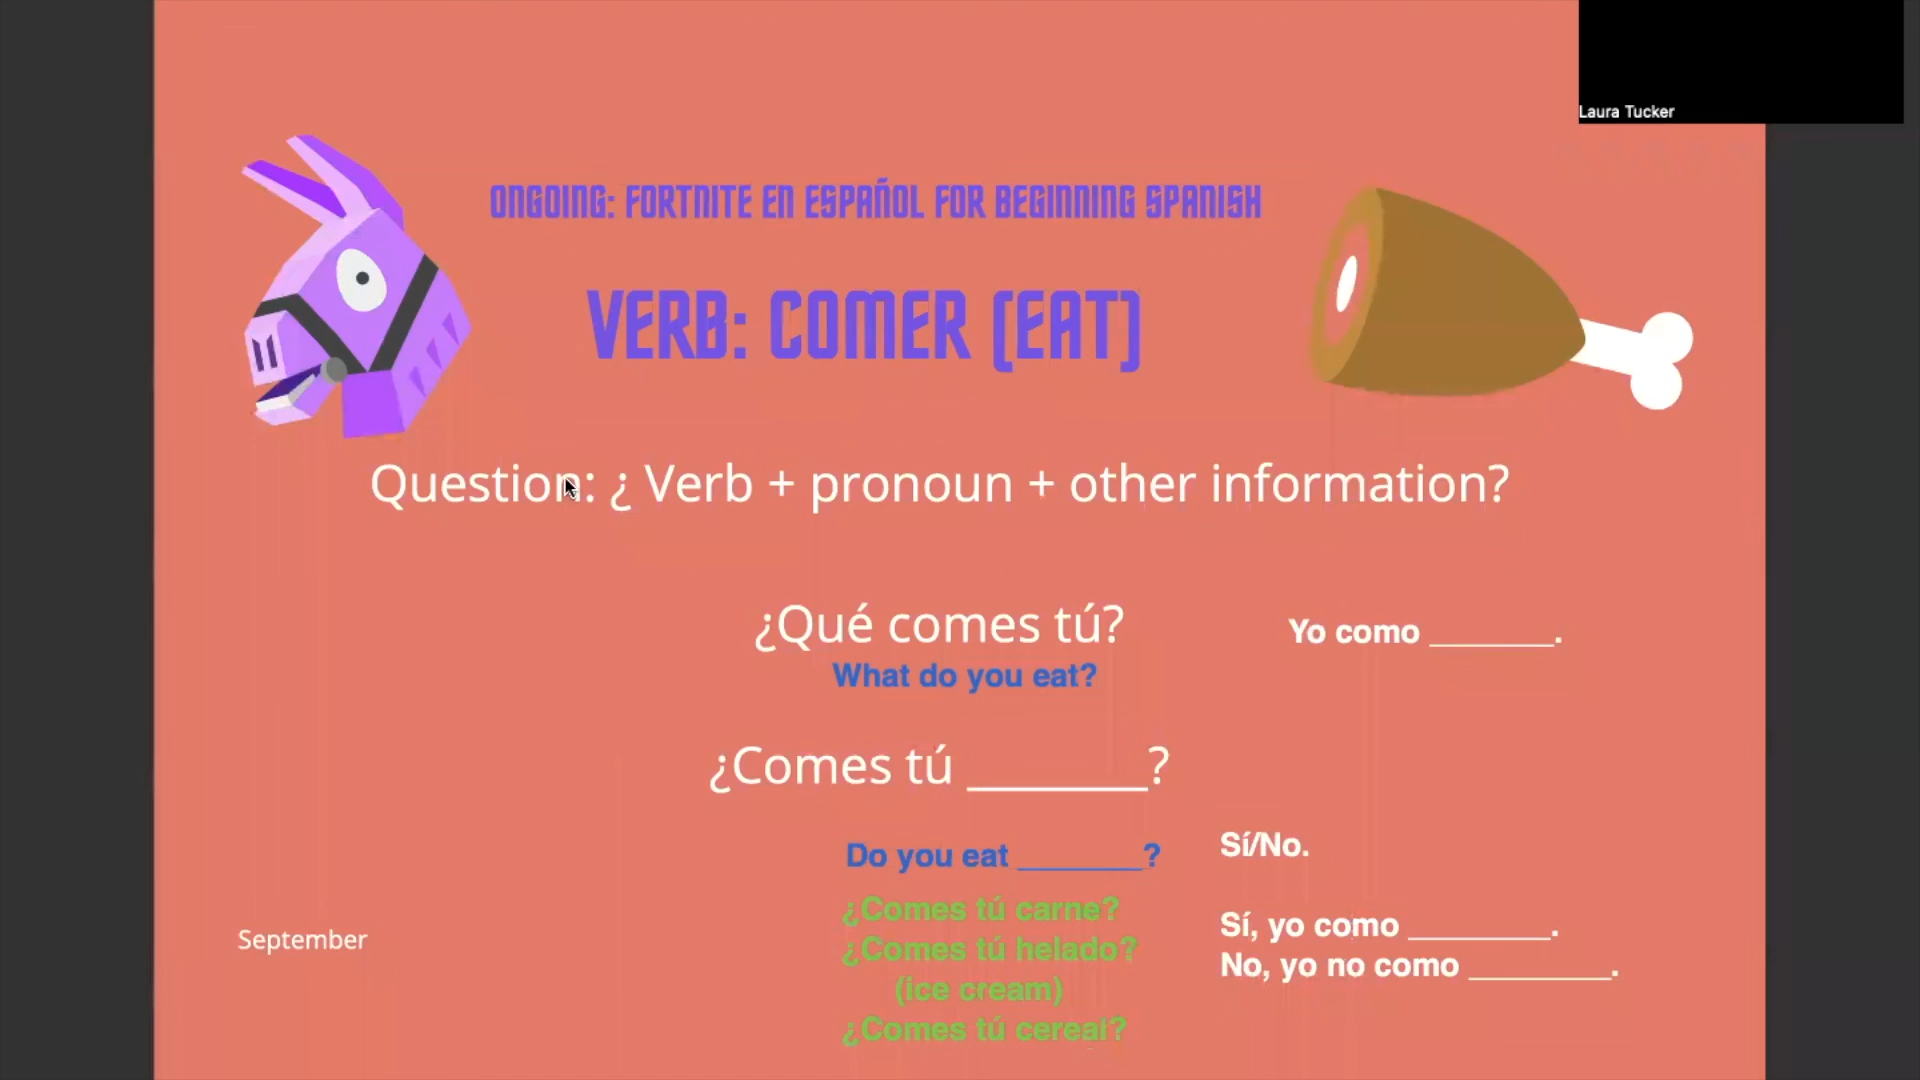 Laura Tucker
ONGOING: FORTNITE EN ESPAÑOL FOR BEGINNING SPANISH
VERB: COMER (EAT)
Question: ¿ Verb + pronoun + other information?
¿Qué comes tú?
Yo como _______.
What do you eat?
¿Comes tú _______?
Do you eat _______?
Sí/No.
¿Comes tú carne?
¿Comes tú helado?
(ice cream)
¿Comes tú cereal?
Sí, yo como ________.
No, yo no como ________.
September